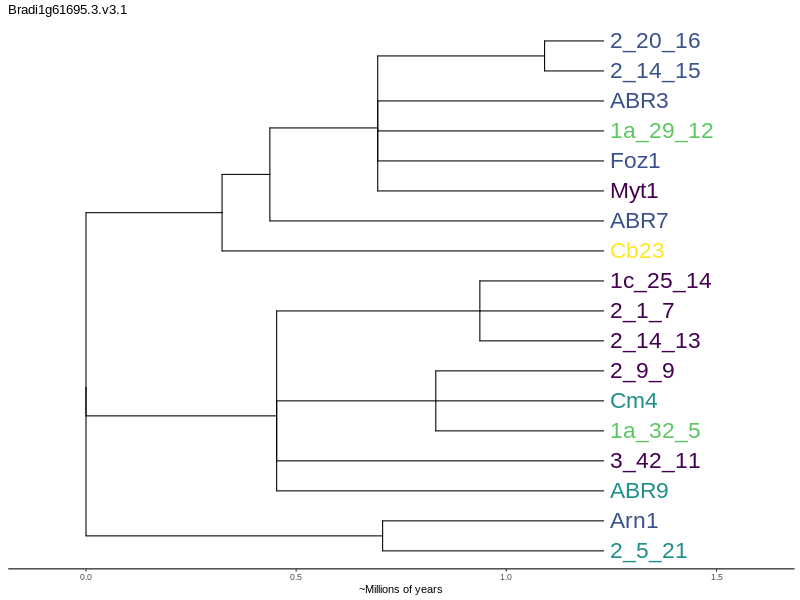 Bradi1g61695.3.v3.1
2_20_16
2_14_15
ABR3
1a_29_12
Foz1
Myt1
ABR7
Cb23
1c_25_14
2_1_7
2_14_13
2_9_9
Cm4
1a_32_5
3_42_11
ABR9
Arn1
2_5_21
0.0 0.5 1.0 1.5
~Millions of years